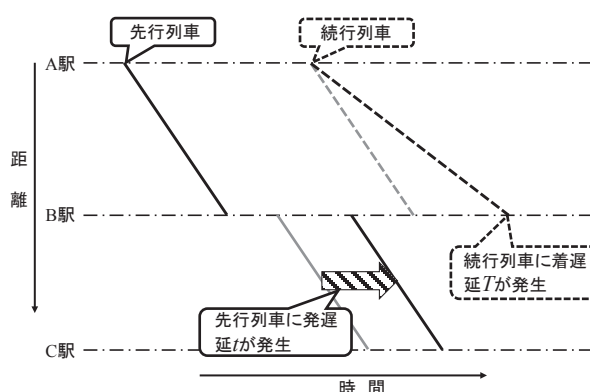 先行列車
続行列車
A駅
距
離
B駅
続行列車に着遅
延Tが発生
先行列車に発遅
延tが発生
C駅
時 間